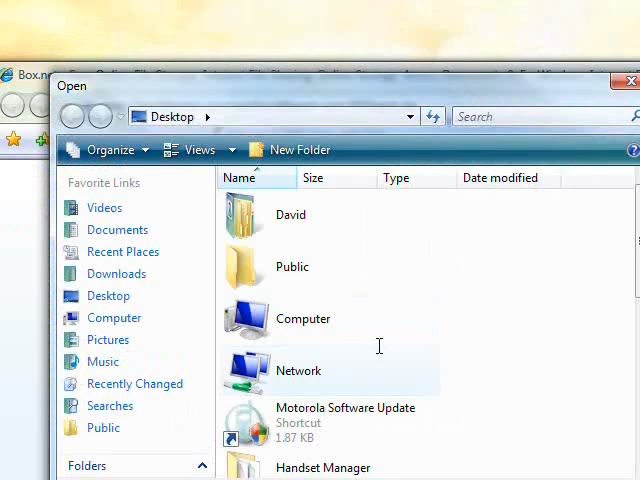 Box.ne
Open
Desktop
Search
Organize Views New Folder
Favorite Links
Videos
Documents
Recent Places
Downloads
Desktop
Computer
Pictures
Music
Recently Changed
Searches
Public
Folders
Name Size Type Date modified
David
Public
Computer
Network
Motorola Software Update
Shortcut
1.87 KB
Handset Manager